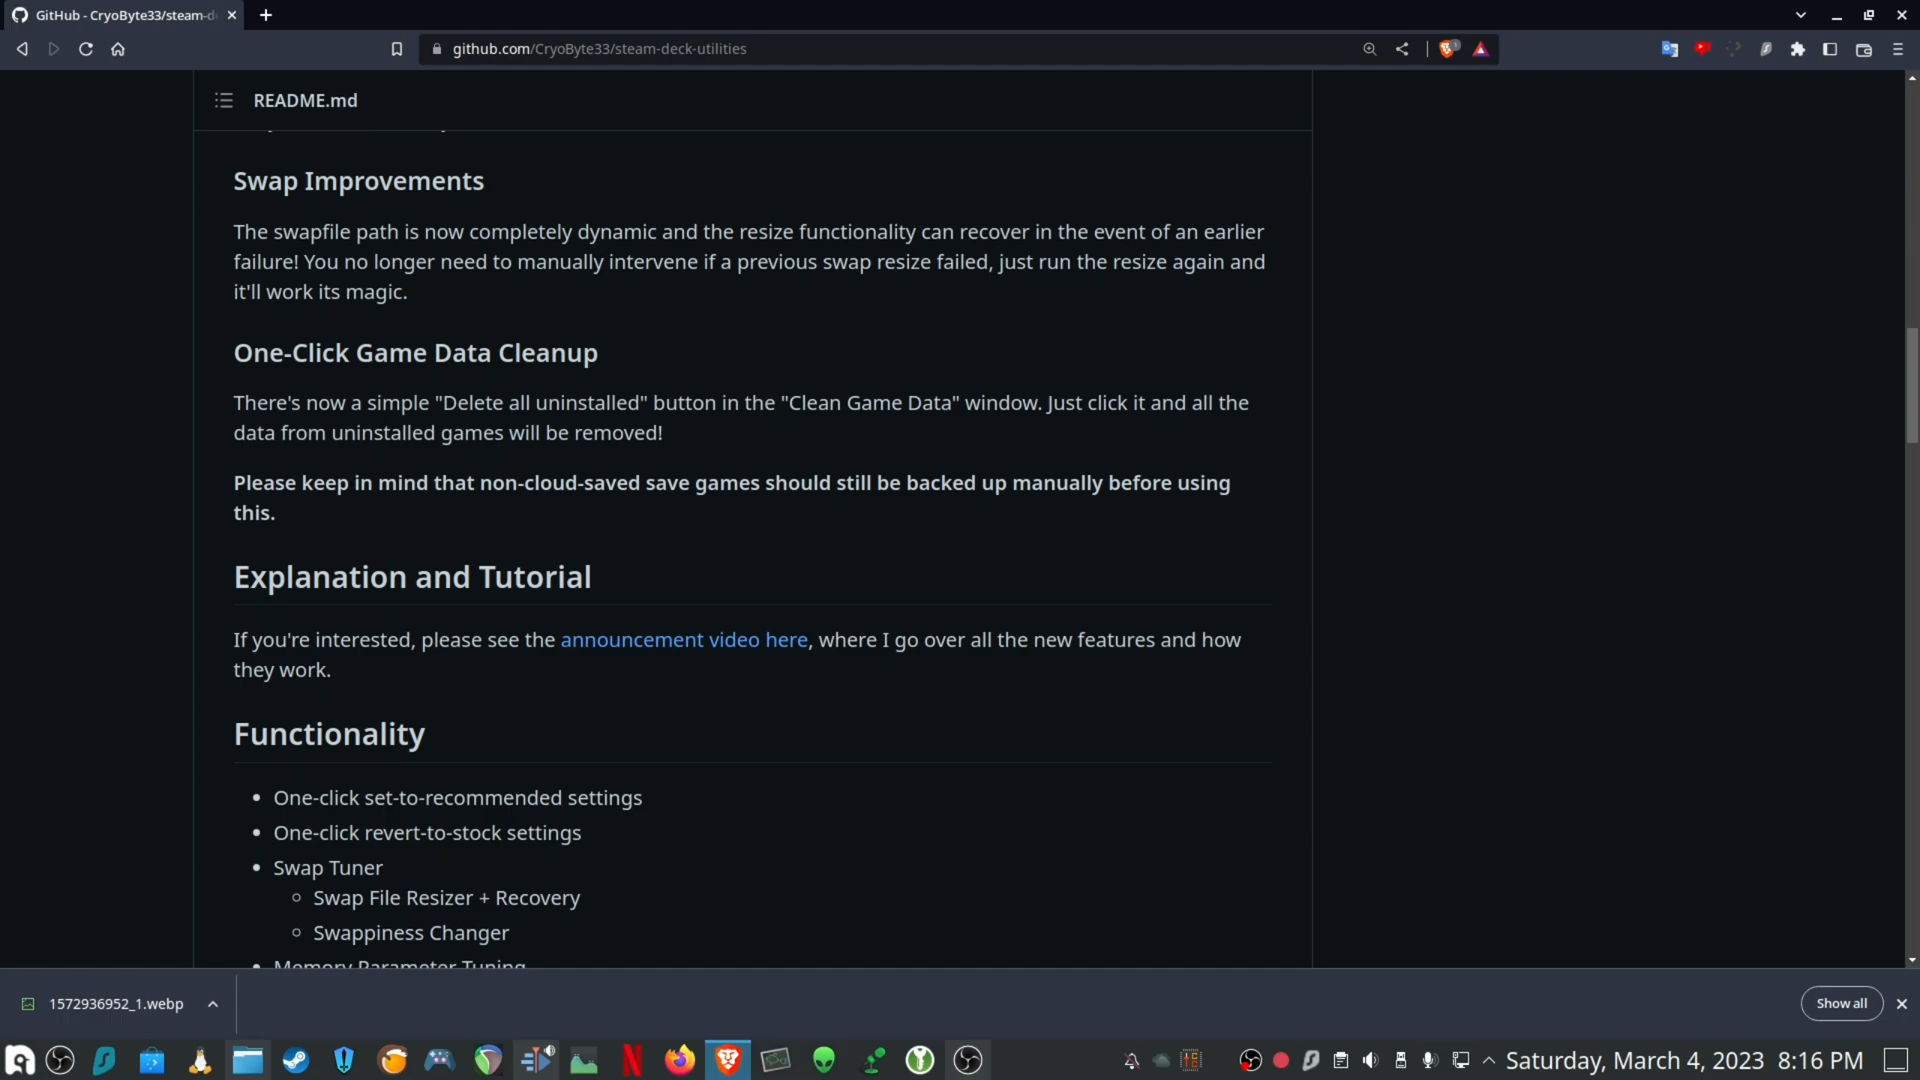 GitHub - CryoByte33/steam-d
github.com/CryoByte33/steam-deck-utilities
README.md
Swap Improvements
The swapfile path is now completely dynamic and the resize functionality can recover in the event of an earlier
failure! You no longer need to manually intervene if a previous swap resize failed, just run the resize again and
it'll work its magic.
One-Click Game Data Cleanup
There's now a simple "Delete all uninstalled" button in the "Clean Game Data" window. Just click it and all the
data from uninstalled games will be removed!
Please keep in mind that non-cloud-saved save games should still be backed up manually before using
this.
Explanation and Tutorial
If you're interested, please see the announcement video here, where I go over all the new features and how
they work.
Functionality
• One-click set-to-recommended settings
• One-click revert-to-stock settings
• Swap Tuner
◦ Swap File Resizer + Recovery
◦ Swappiness Changer
• Memory Parameter Tuning
1572936952_1.webp
Show all
Saturday, March 4, 2023 8:16 PM